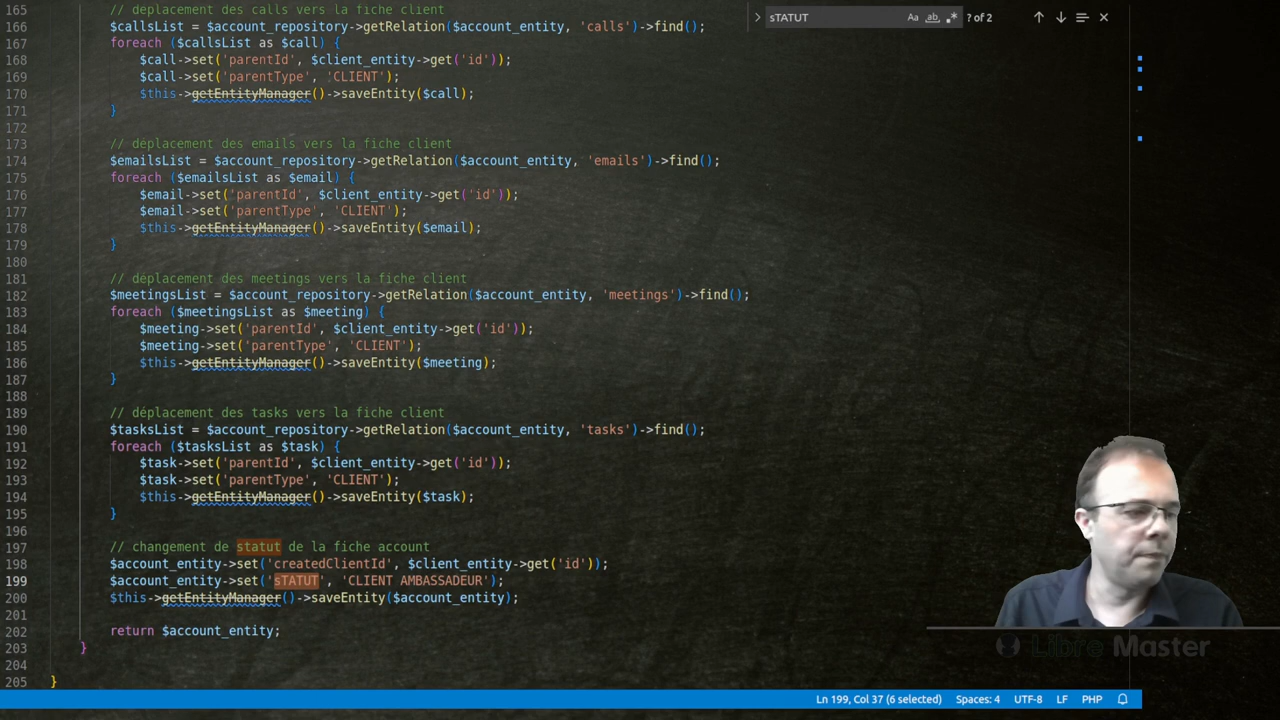 165 // déplacement des calls vers la fiche client
166 $callsList = $account_repository->getRelation($account_entity, 'calls')->find();
167 foreach ($callsList as $call) {
168 $call->set('parentId', $client_entity->get('id'));
169 $call->set('parentType', 'CLIENT');
170 $this->getEntityManager()->saveEntity($call);
171 }
172
173 // déplacement des emails vers la fiche client
174 $emailsList = $account_repository->getRelation($account_entity, 'emails')->find();
175 foreach ($emailsList as $email) {
176 $email->set('parentId', $client_entity->get('id'));
177 $email->set('parentType', 'CLIENT');
178 $this->getEntityManager()->saveEntity($email);
179 }
180
181 // déplacement des meetings vers la fiche client
182 $meetingsList = $account_repository->getRelation($account_entity, 'meetings')->find();
183 foreach ($meetingsList as $meeting) {
184 $meeting->set('parentId', $client_entity->get('id'));
185 $meeting->set('parentType', 'CLIENT');
186 $this->getEntityManager()->saveEntity($meeting);
187 }
188
189 // déplacement des tasks vers la fiche client
190 $tasksList = $account_repository->getRelation($account_entity, 'tasks')->find();
191 foreach ($tasksList as $task) {
192 $task->set('parentId', $client_entity->get('id'));
193 $task->set('parentType', 'CLIENT');
194 $this->getEntityManager()->saveEntity($task);
195 }
196
197 // changement de statut de la fiche account
198 $account_entity->set('createdClientId', $client_entity->get('id'));
199 $account_entity->set('sTATUT', 'CLIENT AMBASSADEUR');
200 $this->getEntityManager()->saveEntity($account_entity);
201
202 return $account_entity;
203 }
204
205 }
sTATUT Aa ab .* ? of 2
Libre Master
Ln 199, Col 37 (6 selected) Spaces: 4 UTF-8 LF PHP